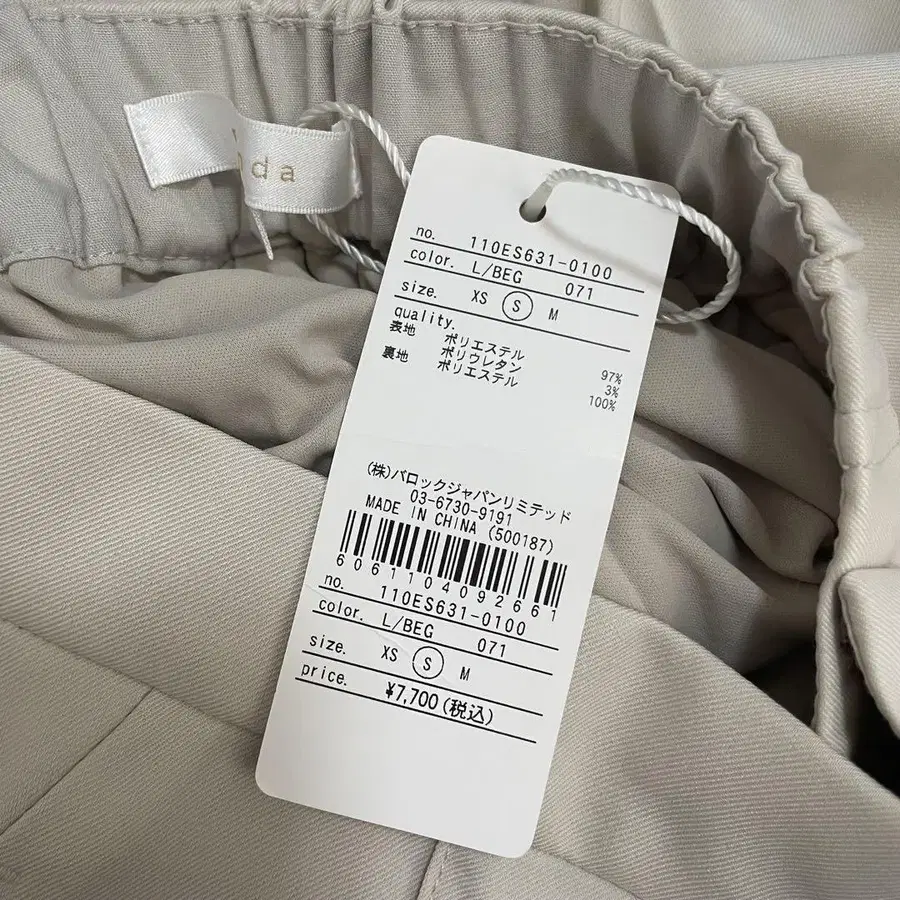 da
no. 110ES631-0100
color. L/BEG 071
size. XS S M
quality.
表地 ポリエステル 97%
ポリウレタン 3%
裏地 ポリエステル 100%
(株)バロックジャパンリミテッド
03-6730-9191
MADE IN CHINA (500187)
6061104092661
no. 110ES631-0100
color. L/BEG 071
size. XS S M
price. ¥7,700(税込)